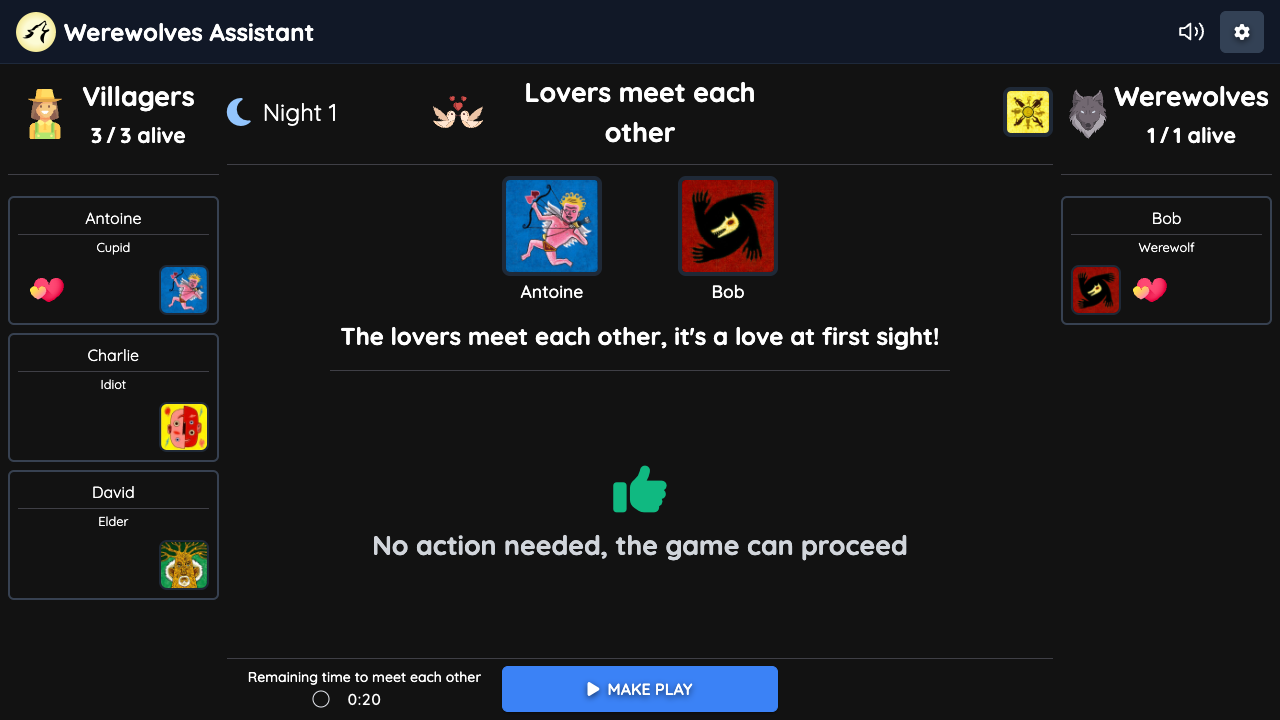 Werewolves Assistant
Villagers
3 / 3 alive
Night 1
Lovers meet each
other
Werewolves
1 / 1 alive
Antoine
Cupid
Charlie
Idiot
David
Elder
Antoine
Bob
The lovers meet each other, it's a love at first sight!
No action needed, the game can proceed
Bob
Werewolf
Remaining time to meet each other
0:20
MAKE PLAY